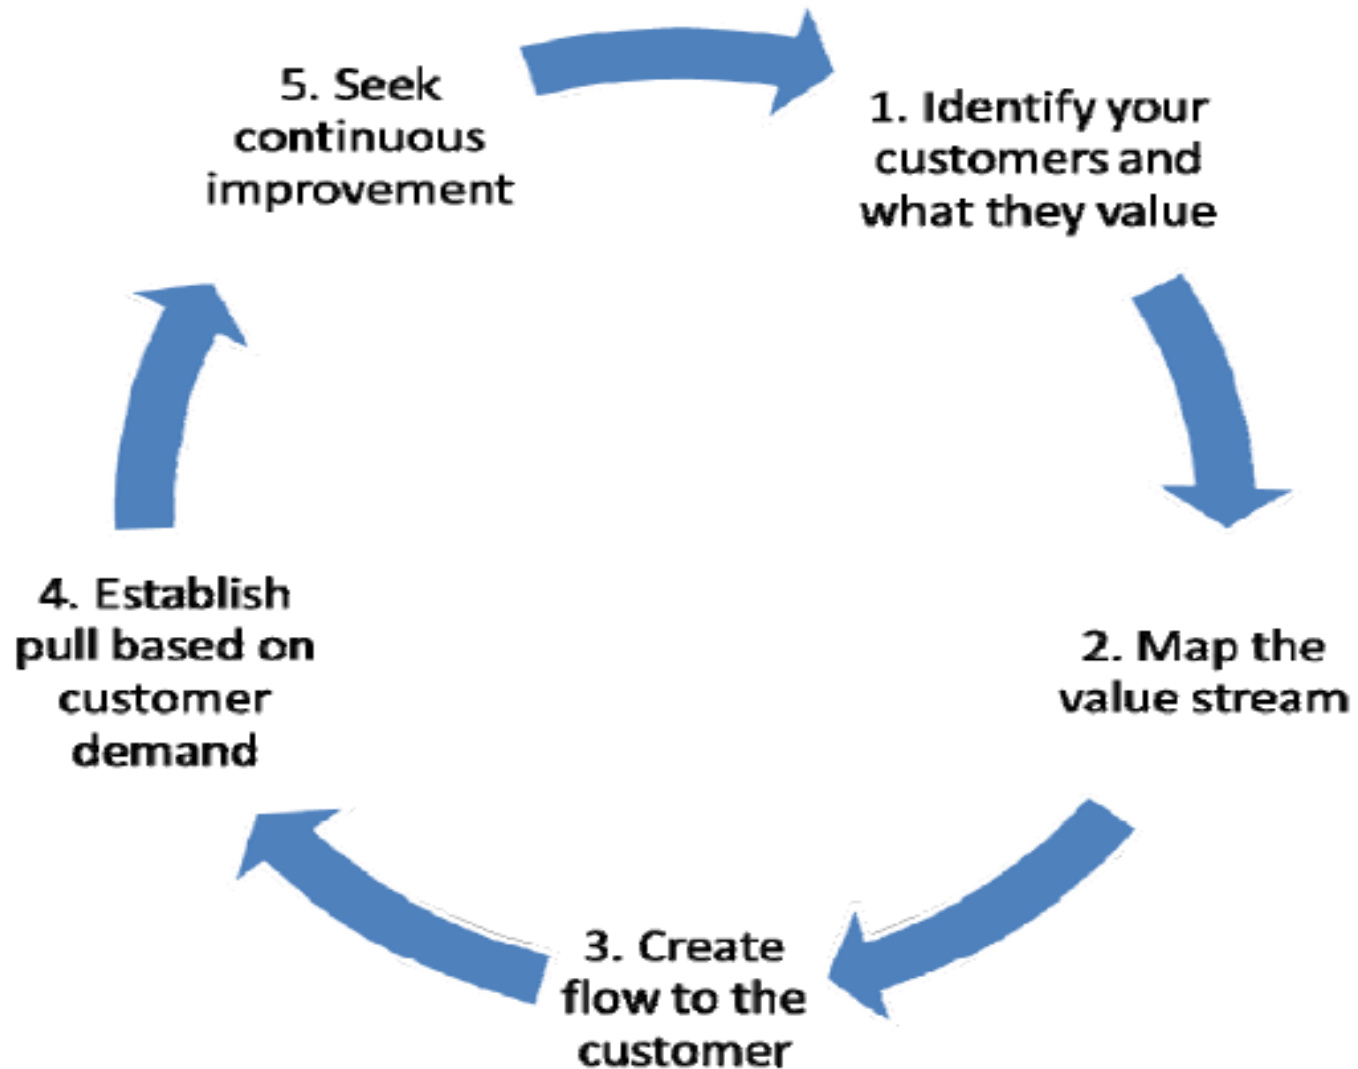 1. Identify your
customers and
what they value
2. Map the
value stream
3. Create
flow to the
customer
4. Establish
pull based on
customer
demand
5. Seek
continuous
improvement